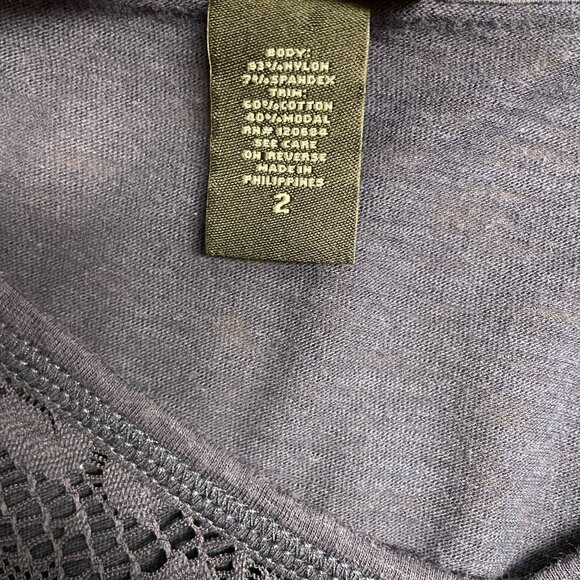 BODY:
93%NYLON
7%SPANDEX
TRIM:
60%COTTON
40%MODAL
RN# 120684
SEE CARE
ON REVERSE
MADE IN
PHILIPPINES
2